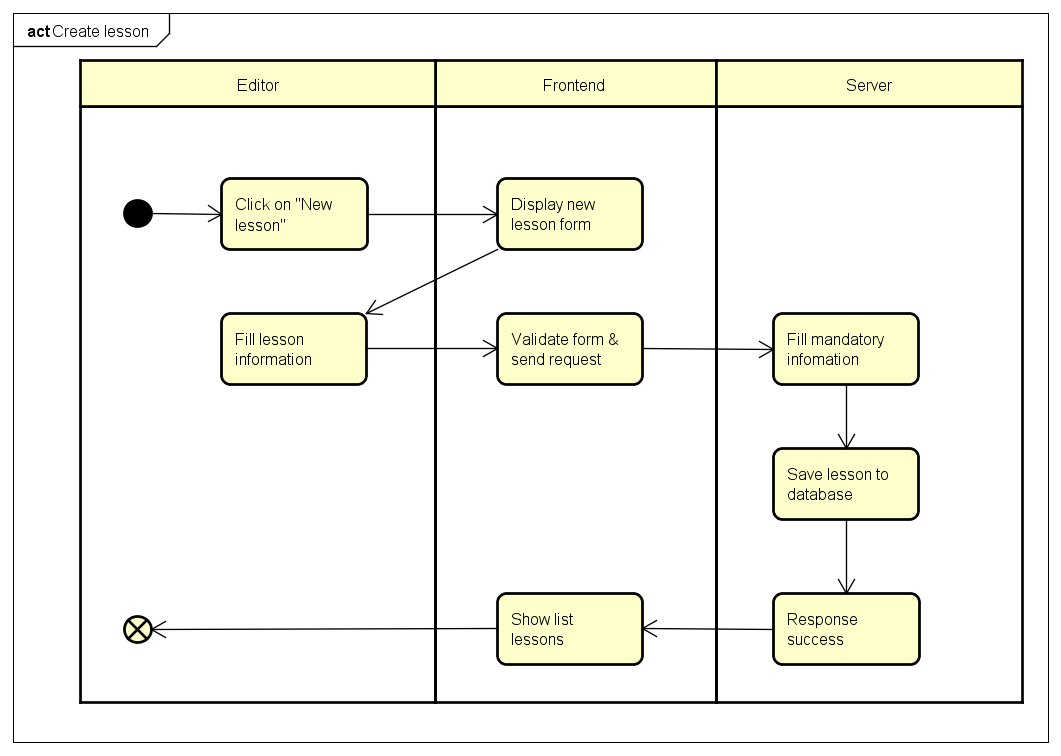 act Create lesson
Editor
Frontend
Server
Click on "New
lesson"
Display new
lesson form
Fill lesson
information
Validate form &
send request
Fill mandatory
infomation
Save lesson to
database
Show list
lessons
Response
success